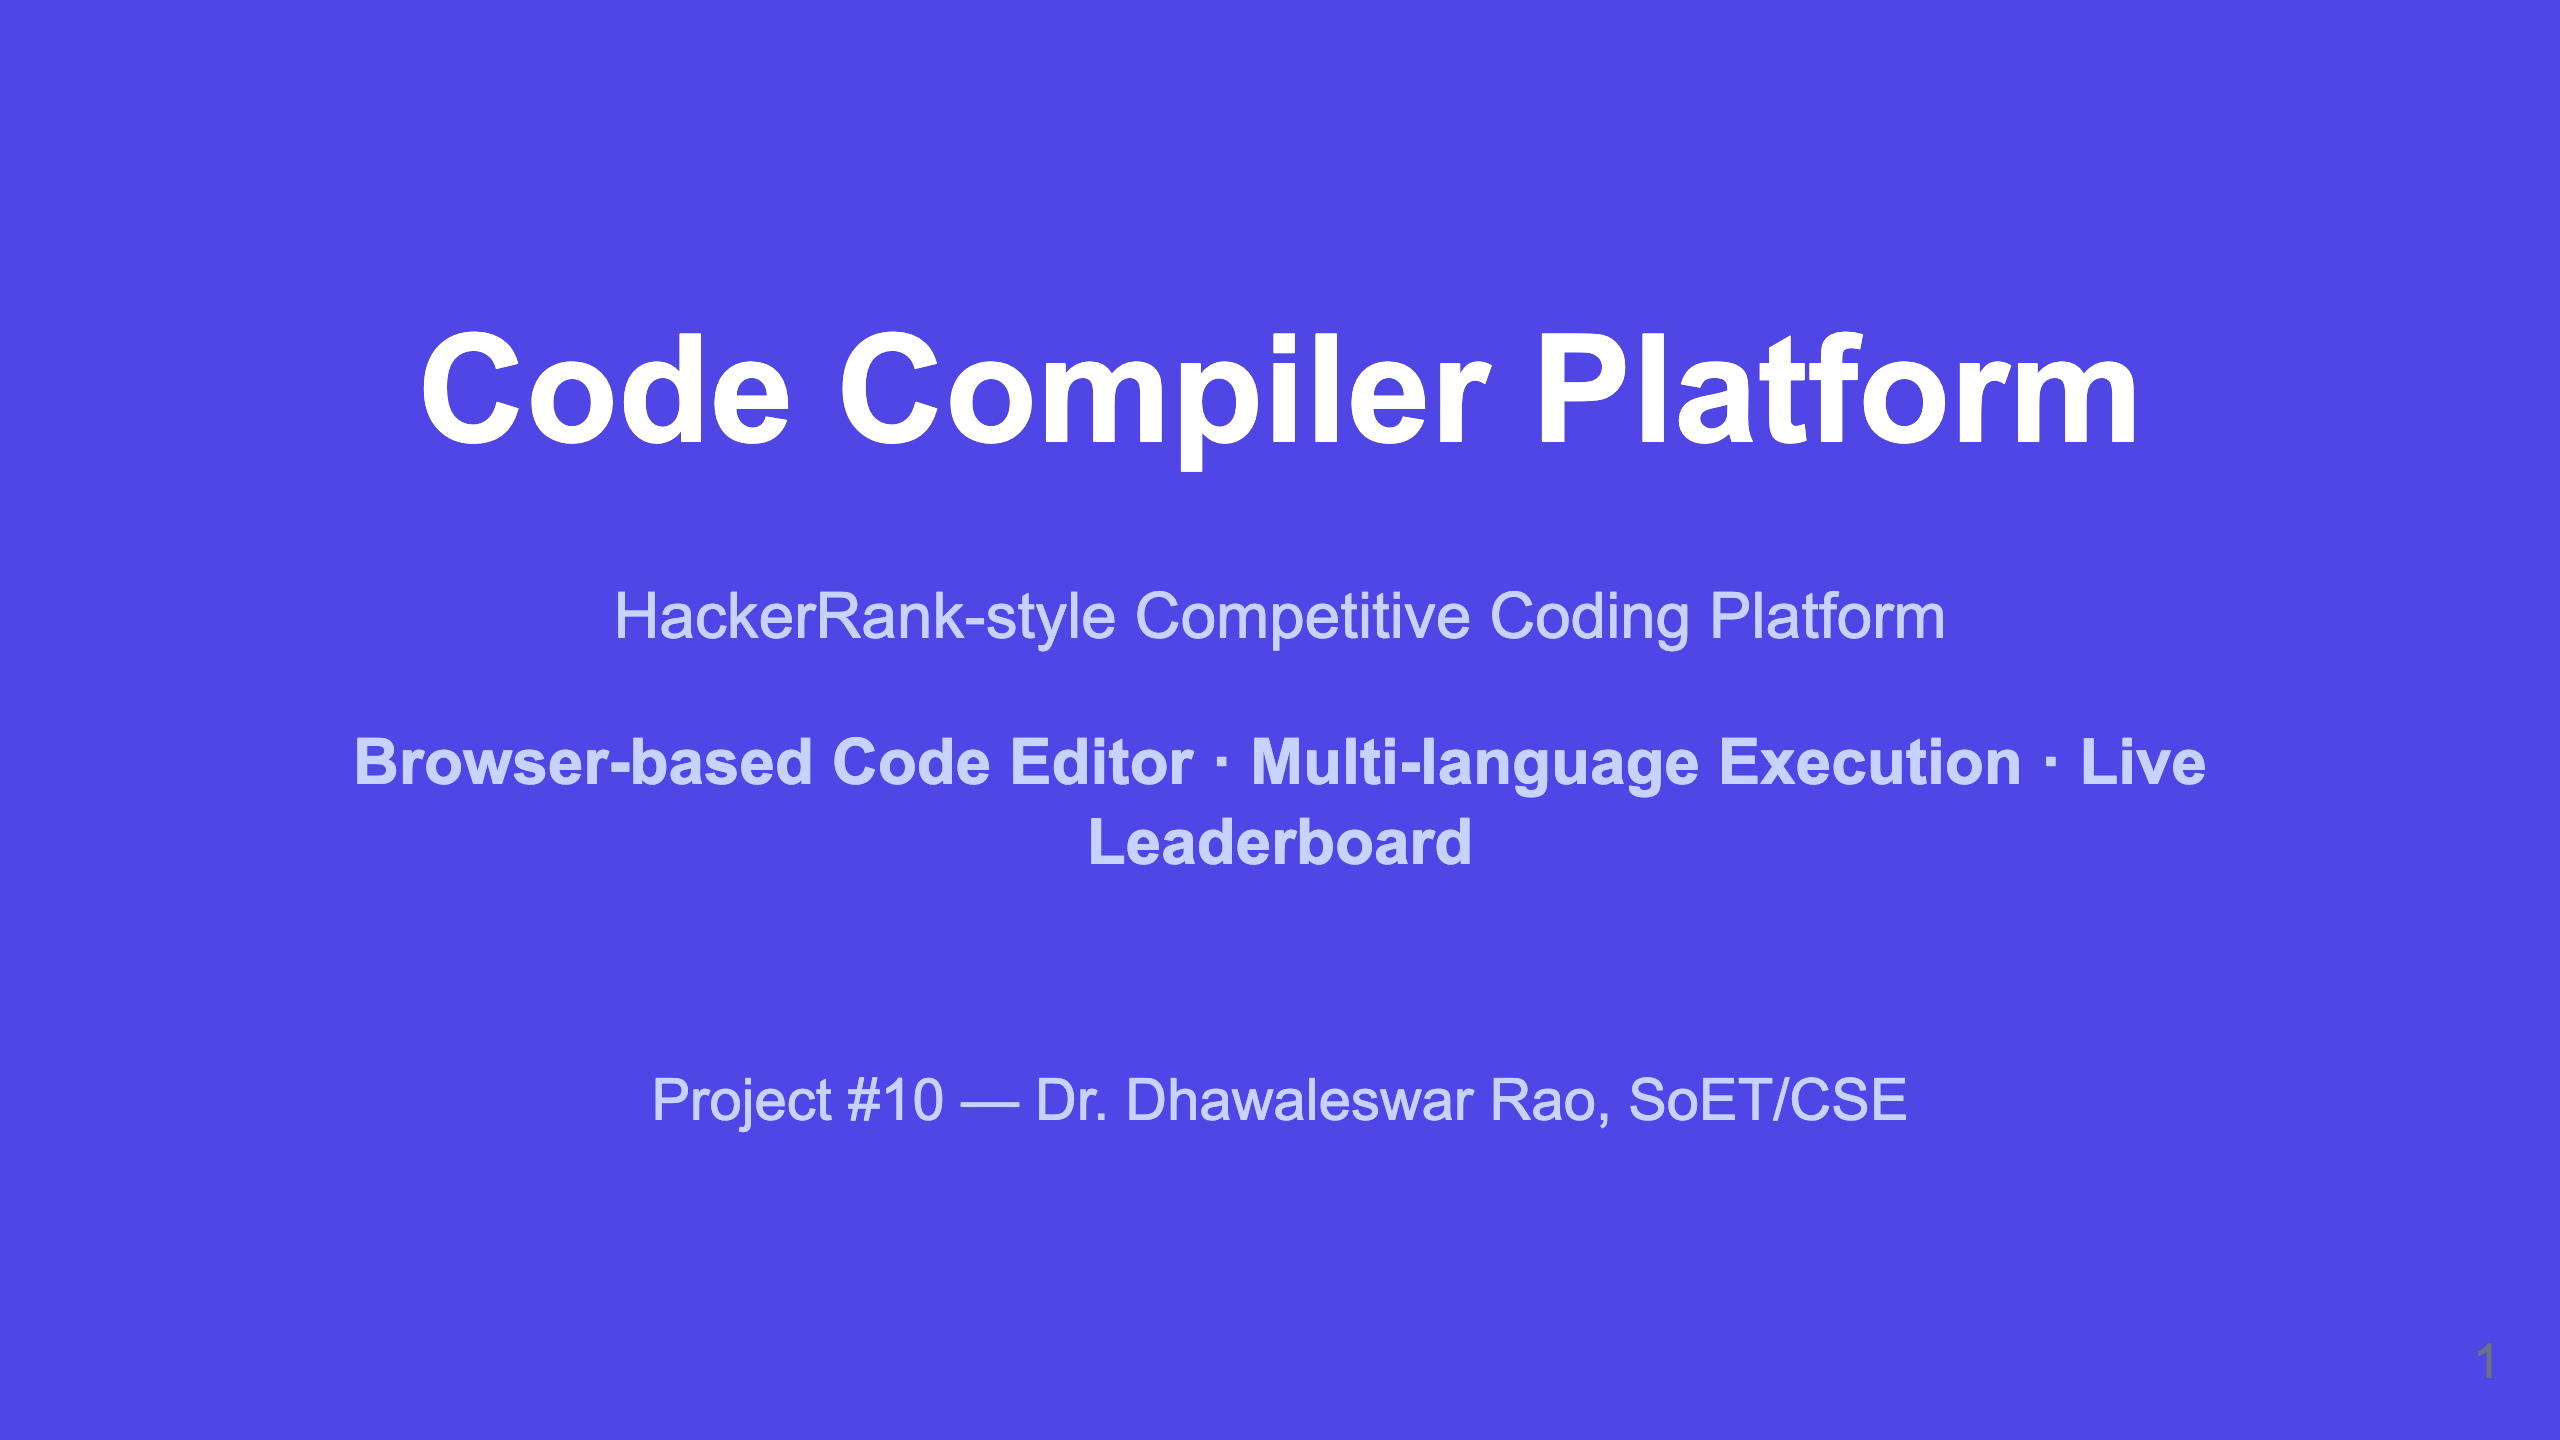 Code Compiler Platform
HackerRank-style Competitive Coding Platform
Browser-based Code Editor · Multi-language Execution · Live
Leaderboard
Project #10 — Dr. Dhawaleswar Rao, SoET/CSE
1